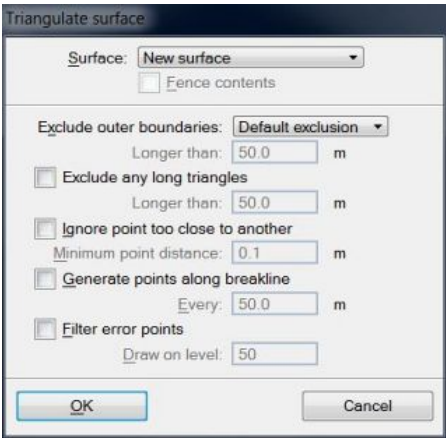 Triangulate surface
Surface: New surface
Fence contents
Exclude outer boundaries: Default exclusion
Longer than: 50.0 m
Exclude any long triangles
Longer than: 50.0 m
Ignore point too close to another
Minimum point distance: 0.1 m
Generate points along breakline
Every: 50.0 m
Filter error points
Draw on level: 50
OK Cancel